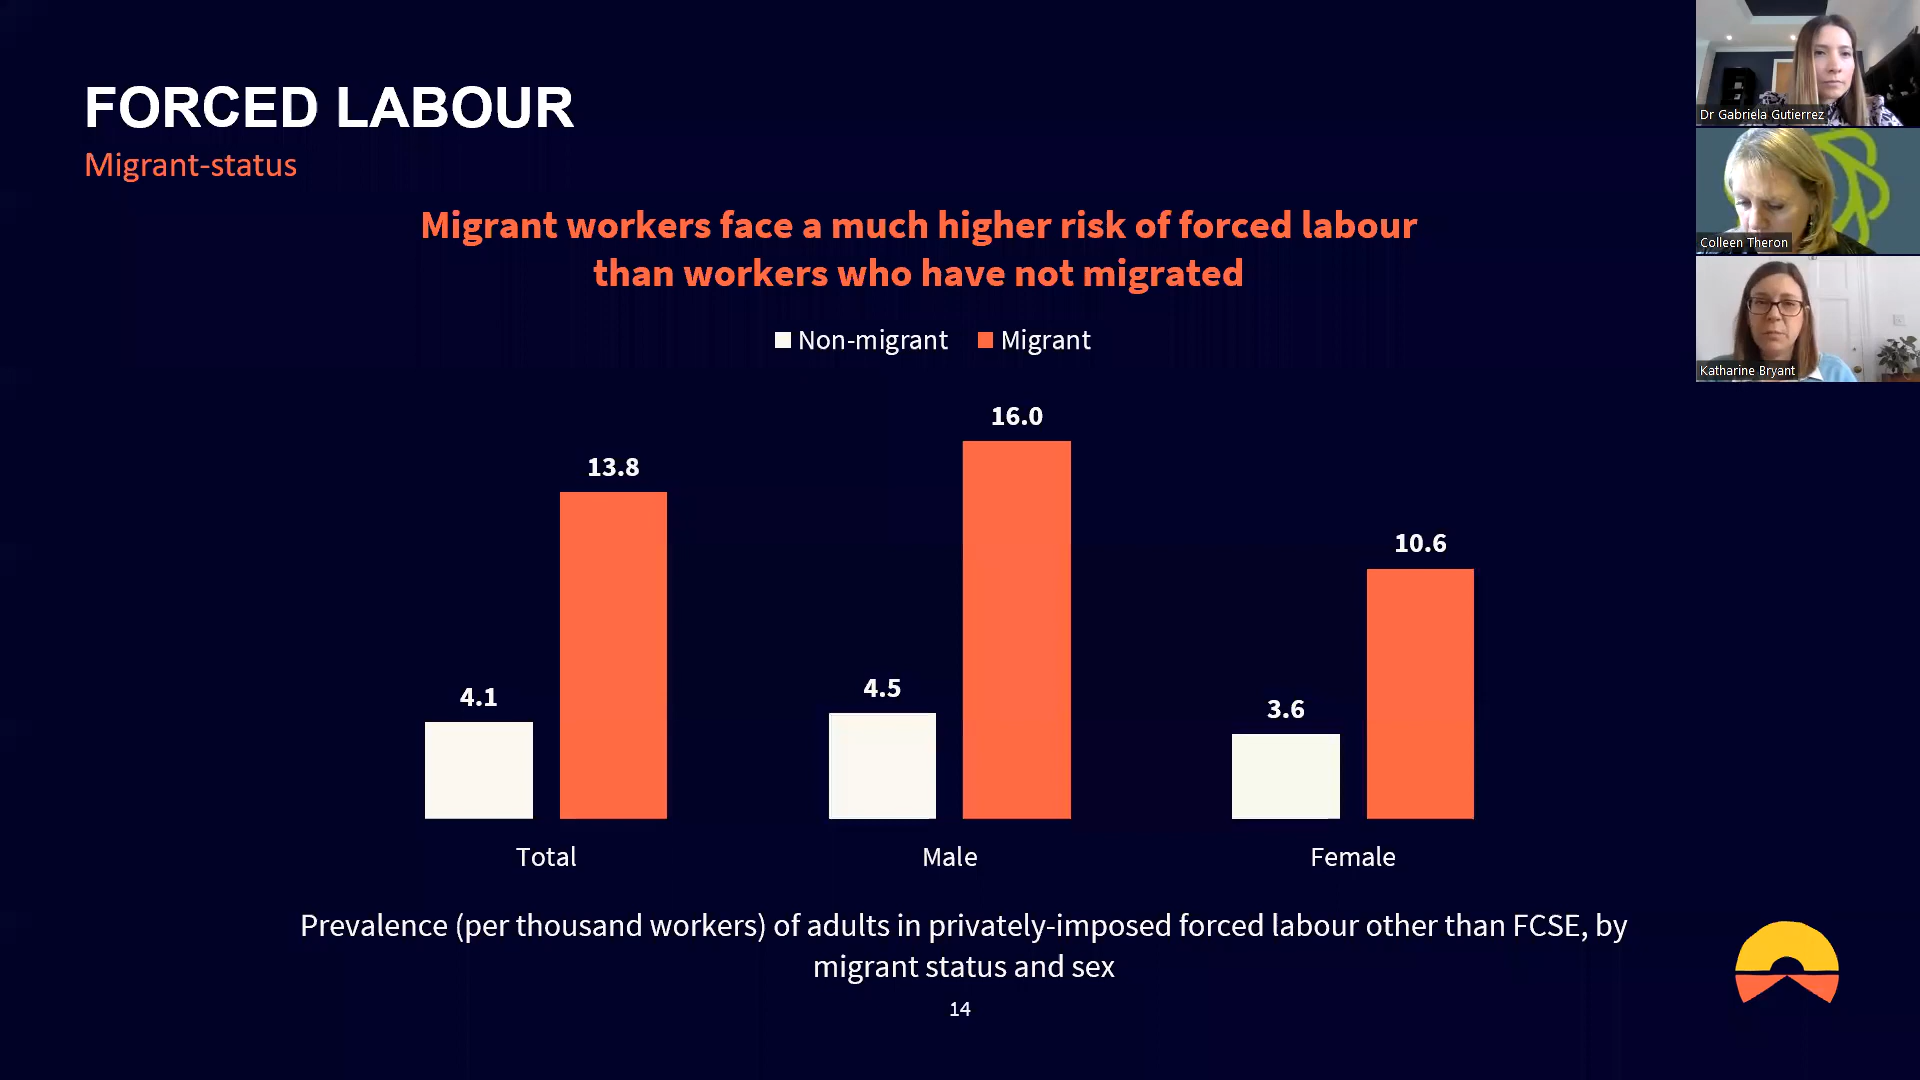 FORCED LABOUR
Migrant-status
Migrant workers face a much higher risk of forced labour
than workers who have not migrated
Non-migrant Migrant
4.1
13.8
4.5
16.0
3.6
10.6
Total Male Female
Prevalence (per thousand workers) of adults in privately-imposed forced labour other than FCSE, by
migrant status and sex
14
Dr Gabriela Gutierrez
Colleen Theron
Katharine Bryant